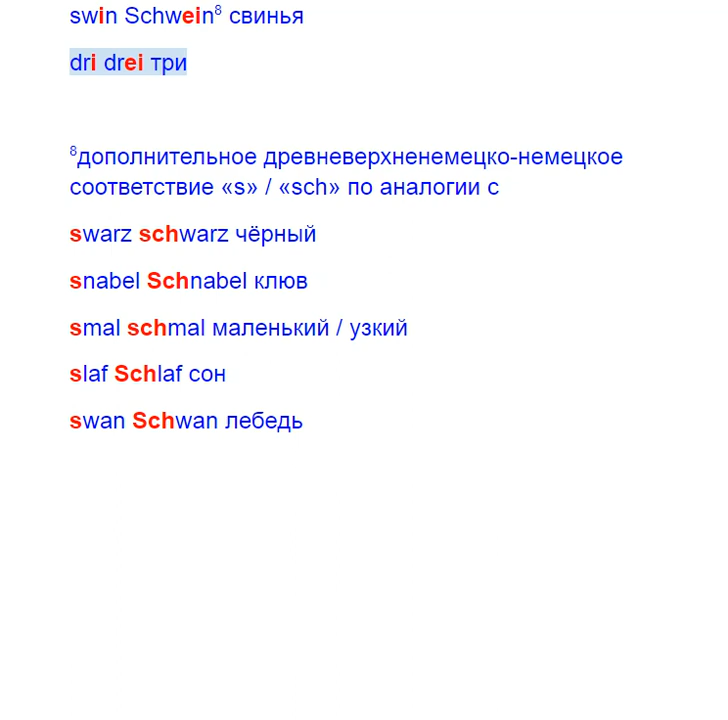 swin Schwein⁸ свинья
dri drei три
⁸дополнительное древневерхненемецко-немецкое
соответствие «s» / «sch» по аналогии с
swarz schwarz чёрный
snabel Schnabel клюв
smal schmal маленький / узкий
slaf Schlaf сон
swan Schwan лебедь